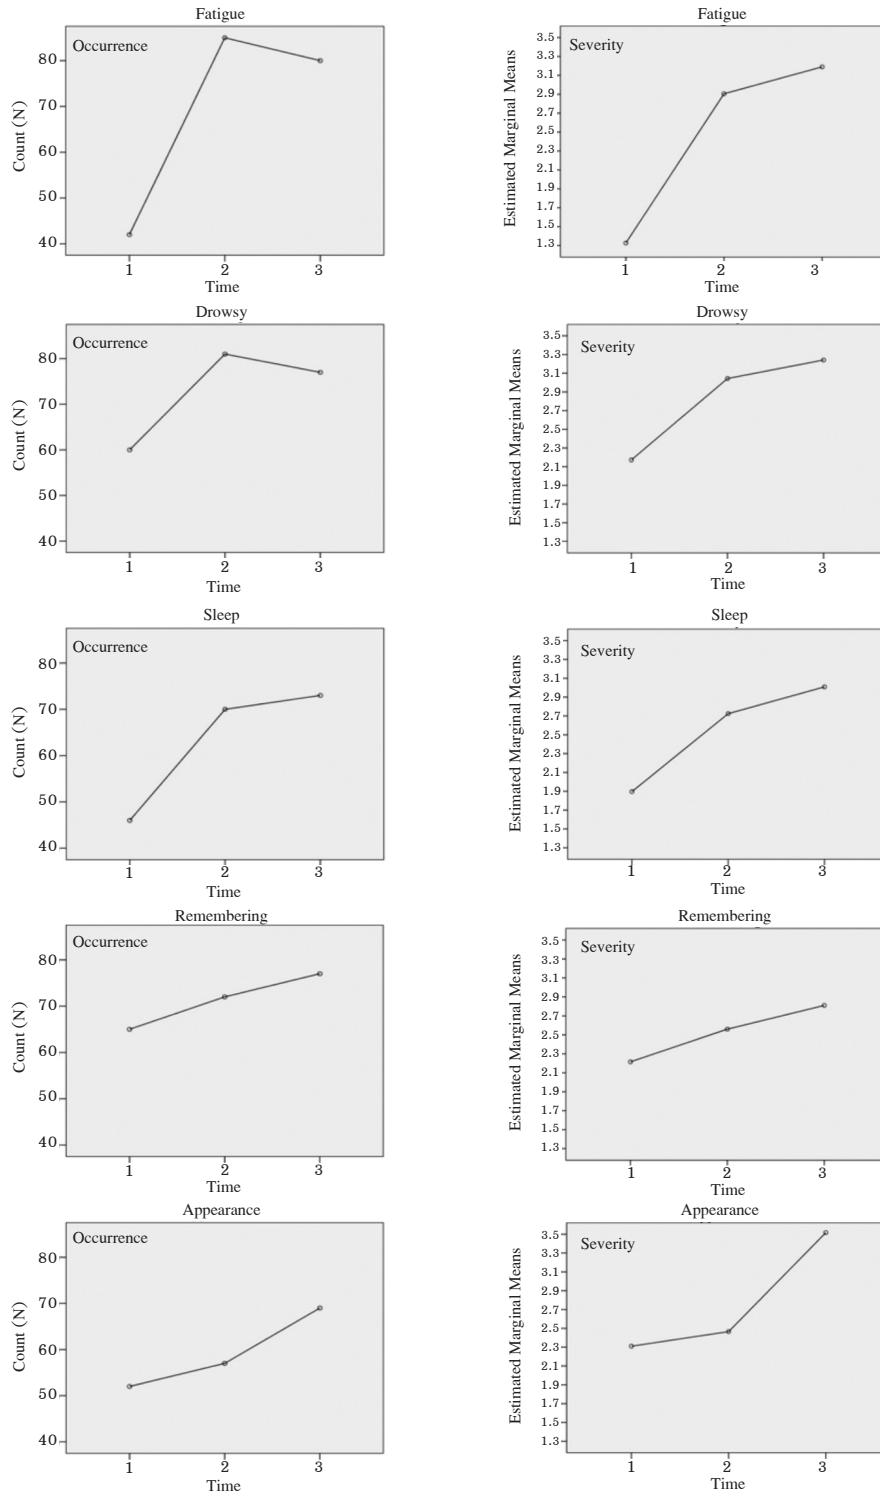 Fatigue
Occurrence
Count (N)
80
70
60
50
40
1 2 3
Time
Fatigue
Severity
Estimated Marginal Means
3.5
3.3
3.1
2.9
2.7
2.5
2.3
2.1
1.9
1.7
1.5
1.3
1 2 3
Time
Drowsy
Occurrence
Count (N)
80
70
60
50
40
1 2 3
Time
Drowsy
Severity
Estimated Marginal Means
3.5
3.3
3.1
2.9
2.7
2.5
2.3
2.1
1.9
1.7
1.5
1.3
1 2 3
Time
Sleep
Occurrence
Count (N)
80
70
60
50
40
1 2 3
Time
Sleep
Severity
Estimated Marginal Means
3.5
3.3
3.1
2.9
2.7
2.5
2.3
2.1
1.9
1.7
1.5
1.3
1 2 3
Time
Remembering
Occurrence
Count (N)
80
70
60
50
40
1 2 3
Time
Remembering
Severity
Estimated Marginal Means
3.5
3.3
3.1
2.9
2.7
2.5
2.3
2.1
1.9
1.7
1.5
1.3
1 2 3
Time
Appearance
Occurrence
Count (N)
80
70
60
50
40
1 2 3
Time
Appearance
Severity
Estimated Marginal Means
3.5
3.3
3.1
2.9
2.7
2.5
2.3
2.1
1.9
1.7
1.5
1.3
1 2 3
Time